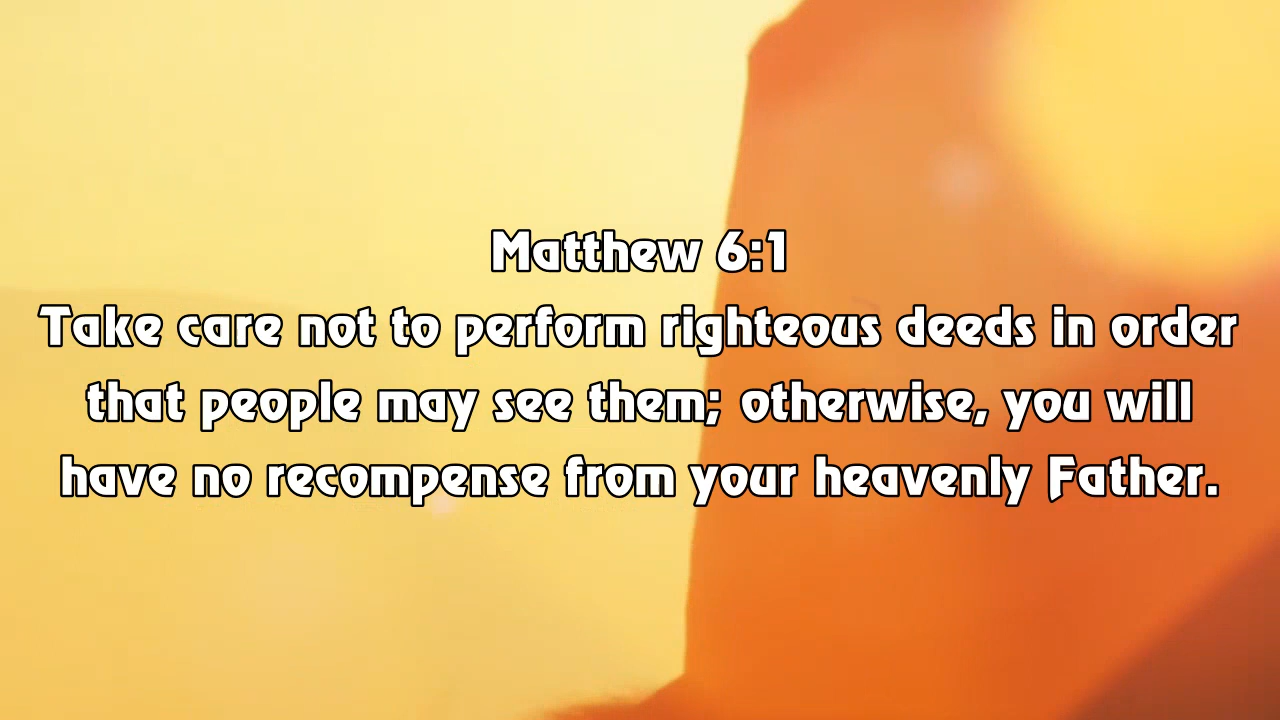 Matthew 6:1
Take care not to perform righteous deeds in order
that people may see them; otherwise, you will
have no recompense from your heavenly Father.